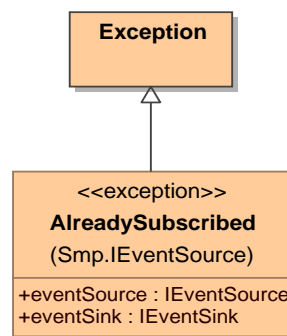 Exception
<<exception>>
AlreadySubscribed
(Smp.IEventSource)
+eventSource : IEventSource
+eventSink : IEventSink